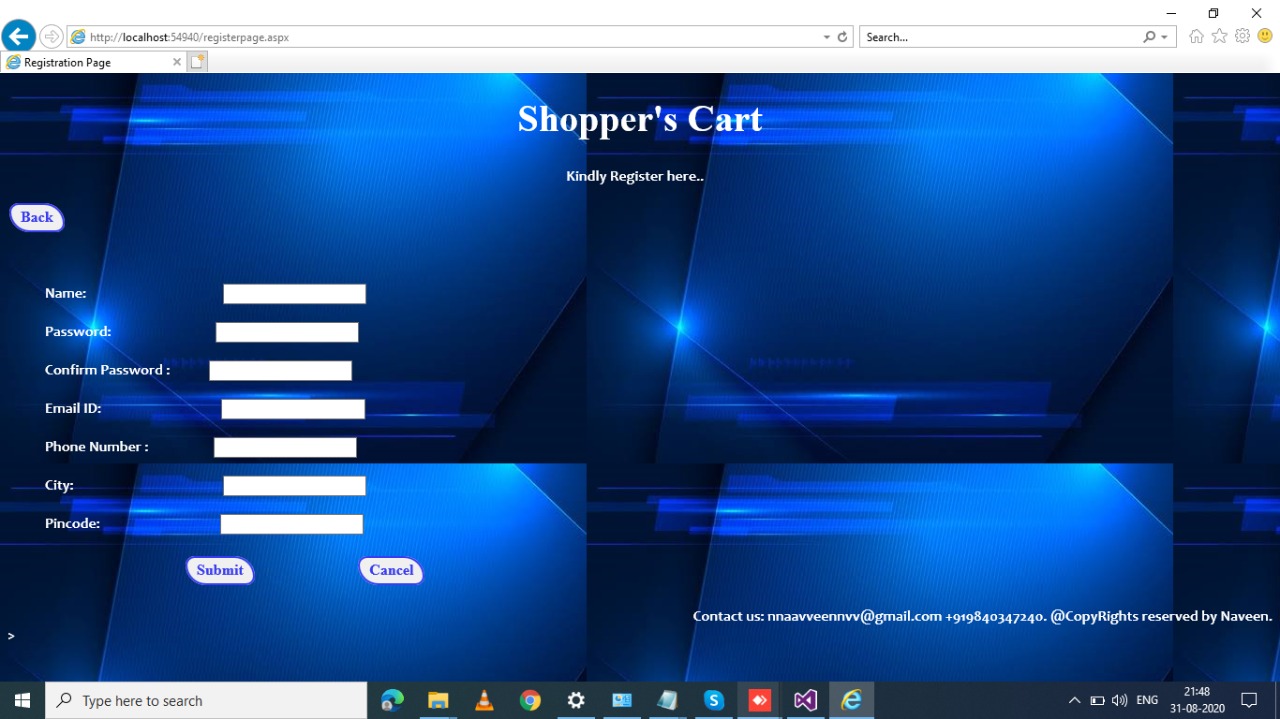 http://localhost:54940/registerpage.aspx
Search...
Registration Page
Shopper's Cart
Kindly Register here..
Back
Name:
Password:
Confirm Password :
Email ID:
Phone Number :
City:
Pincode:
Submit Cancel
Contact us: nnaavveennvv@gmail.com +919840347240. @CopyRights reserved by Naveen.
>
Type here to search
ENG
21:48
31-08-2020